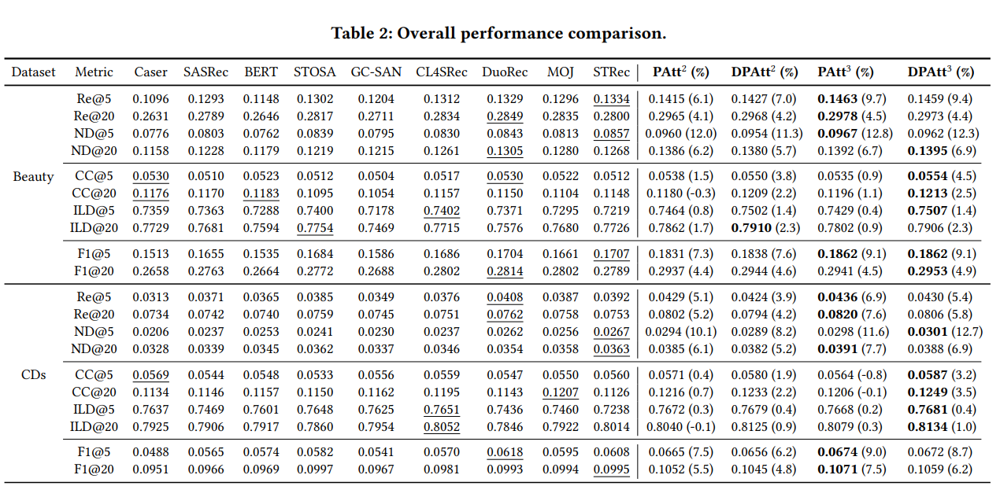 Table 2: Overall performance comparison.
Dataset Metric Caser SASRec BERT STOSA GC-SAN CL4SRec DuoRec MOJ STRec PAtt² (%) DPAtt² (%) PAtt³ (%) DPAtt³ (%)
Re@5 0.1096 0.1293 0.1148 0.1302 0.1204 0.1312 0.1329 0.1296 0.1334 0.1415 (6.1) 0.1427 (7.0) 0.1463 (9.7) 0.1459 (9.4)
Re@20 0.2631 0.2789 0.2646 0.2817 0.2711 0.2834 0.2849 0.2835 0.2800 0.2965 (4.1) 0.2968 (4.2) 0.2978 (4.5) 0.2973 (4.4)
ND@5 0.0776 0.0803 0.0762 0.0839 0.0795 0.0830 0.0843 0.0813 0.0857 0.0960 (12.0) 0.0954 (11.3) 0.0967 (12.8) 0.0962 (12.3)
ND@20 0.1158 0.1228 0.1179 0.1219 0.1215 0.1261 0.1305 0.1280 0.1268 0.1386 (6.2) 0.1380 (5.7) 0.1392 (6.7) 0.1395 (6.9)
Beauty CC@5 0.0530 0.0510 0.0523 0.0512 0.0504 0.0517 0.0530 0.0522 0.0512 0.0538 (1.5) 0.0550 (3.8) 0.0535 (0.9) 0.0554 (4.5)
CC@20 0.1176 0.1170 0.1183 0.1095 0.1054 0.1157 0.1150 0.1104 0.1148 0.1180 (-0.3) 0.1209 (2.2) 0.1196 (1.1) 0.1213 (2.5)
ILD@5 0.7359 0.7363 0.7288 0.7400 0.7178 0.7402 0.7371 0.7295 0.7219 0.7464 (0.8) 0.7502 (1.4) 0.7429 (0.4) 0.7507 (1.4)
ILD@20 0.7729 0.7681 0.7594 0.7754 0.7469 0.7715 0.7576 0.7680 0.7726 0.7862 (1.7) 0.7910 (2.3) 0.7802 (0.9) 0.7906 (2.3)
F1@5 0.1513 0.1655 0.1535 0.1684 0.1586 0.1686 0.1704 0.1661 0.1707 0.1831 (7.3) 0.1838 (7.6) 0.1862 (9.1) 0.1862 (9.1)
F1@20 0.2658 0.2763 0.2664 0.2772 0.2688 0.2802 0.2814 0.2802 0.2789 0.2937 (4.4) 0.2944 (4.6) 0.2941 (4.5) 0.2953 (4.9)
Re@5 0.0313 0.0371 0.0365 0.0385 0.0349 0.0376 0.0408 0.0387 0.0392 0.0429 (5.1) 0.0424 (3.9) 0.0436 (6.9) 0.0430 (5.4)
Re@20 0.0734 0.0742 0.0740 0.0759 0.0745 0.0751 0.0762 0.0758 0.0753 0.0802 (5.2) 0.0794 (4.2) 0.0820 (7.6) 0.0806 (5.8)
ND@5 0.0206 0.0237 0.0253 0.0241 0.0230 0.0237 0.0262 0.0256 0.0267 0.0294 (10.1) 0.0289 (8.2) 0.0298 (11.6) 0.0301 (12.7)
ND@20 0.0328 0.0339 0.0345 0.0362 0.0337 0.0346 0.0354 0.0358 0.0363 0.0385 (6.1) 0.0382 (5.2) 0.0391 (7.7) 0.0388 (6.9)
CDs CC@5 0.0569 0.0544 0.0548 0.0533 0.0556 0.0559 0.0547 0.0550 0.0560 0.0571 (0.4) 0.0580 (1.9) 0.0564 (-0.8) 0.0587 (3.2)
CC@20 0.1134 0.1146 0.1157 0.1150 0.1162 0.1195 0.1143 0.1207 0.1126 0.1216 (0.7) 0.1233 (2.2) 0.1206 (-0.1) 0.1249 (3.5)
ILD@5 0.7637 0.7469 0.7601 0.7648 0.7625 0.7651 0.7436 0.7460 0.7238 0.7672 (0.3) 0.7679 (0.4) 0.7668 (0.2) 0.7681 (0.4)
ILD@20 0.7925 0.7906 0.7917 0.7860 0.7954 0.8052 0.7846 0.7922 0.8014 0.8040 (-0.1) 0.8125 (0.9) 0.8079 (0.3) 0.8134 (1.0)
F1@5 0.0488 0.0565 0.0574 0.0582 0.0541 0.0570 0.0618 0.0595 0.0608 0.0665 (7.5) 0.0656 (6.2) 0.0674 (9.0) 0.0672 (8.7)
F1@20 0.0951 0.0966 0.0969 0.0997 0.0967 0.0981 0.0993 0.0994 0.0995 0.1052 (5.5) 0.1045 (4.8) 0.1071 (7.5) 0.1059 (6.2)